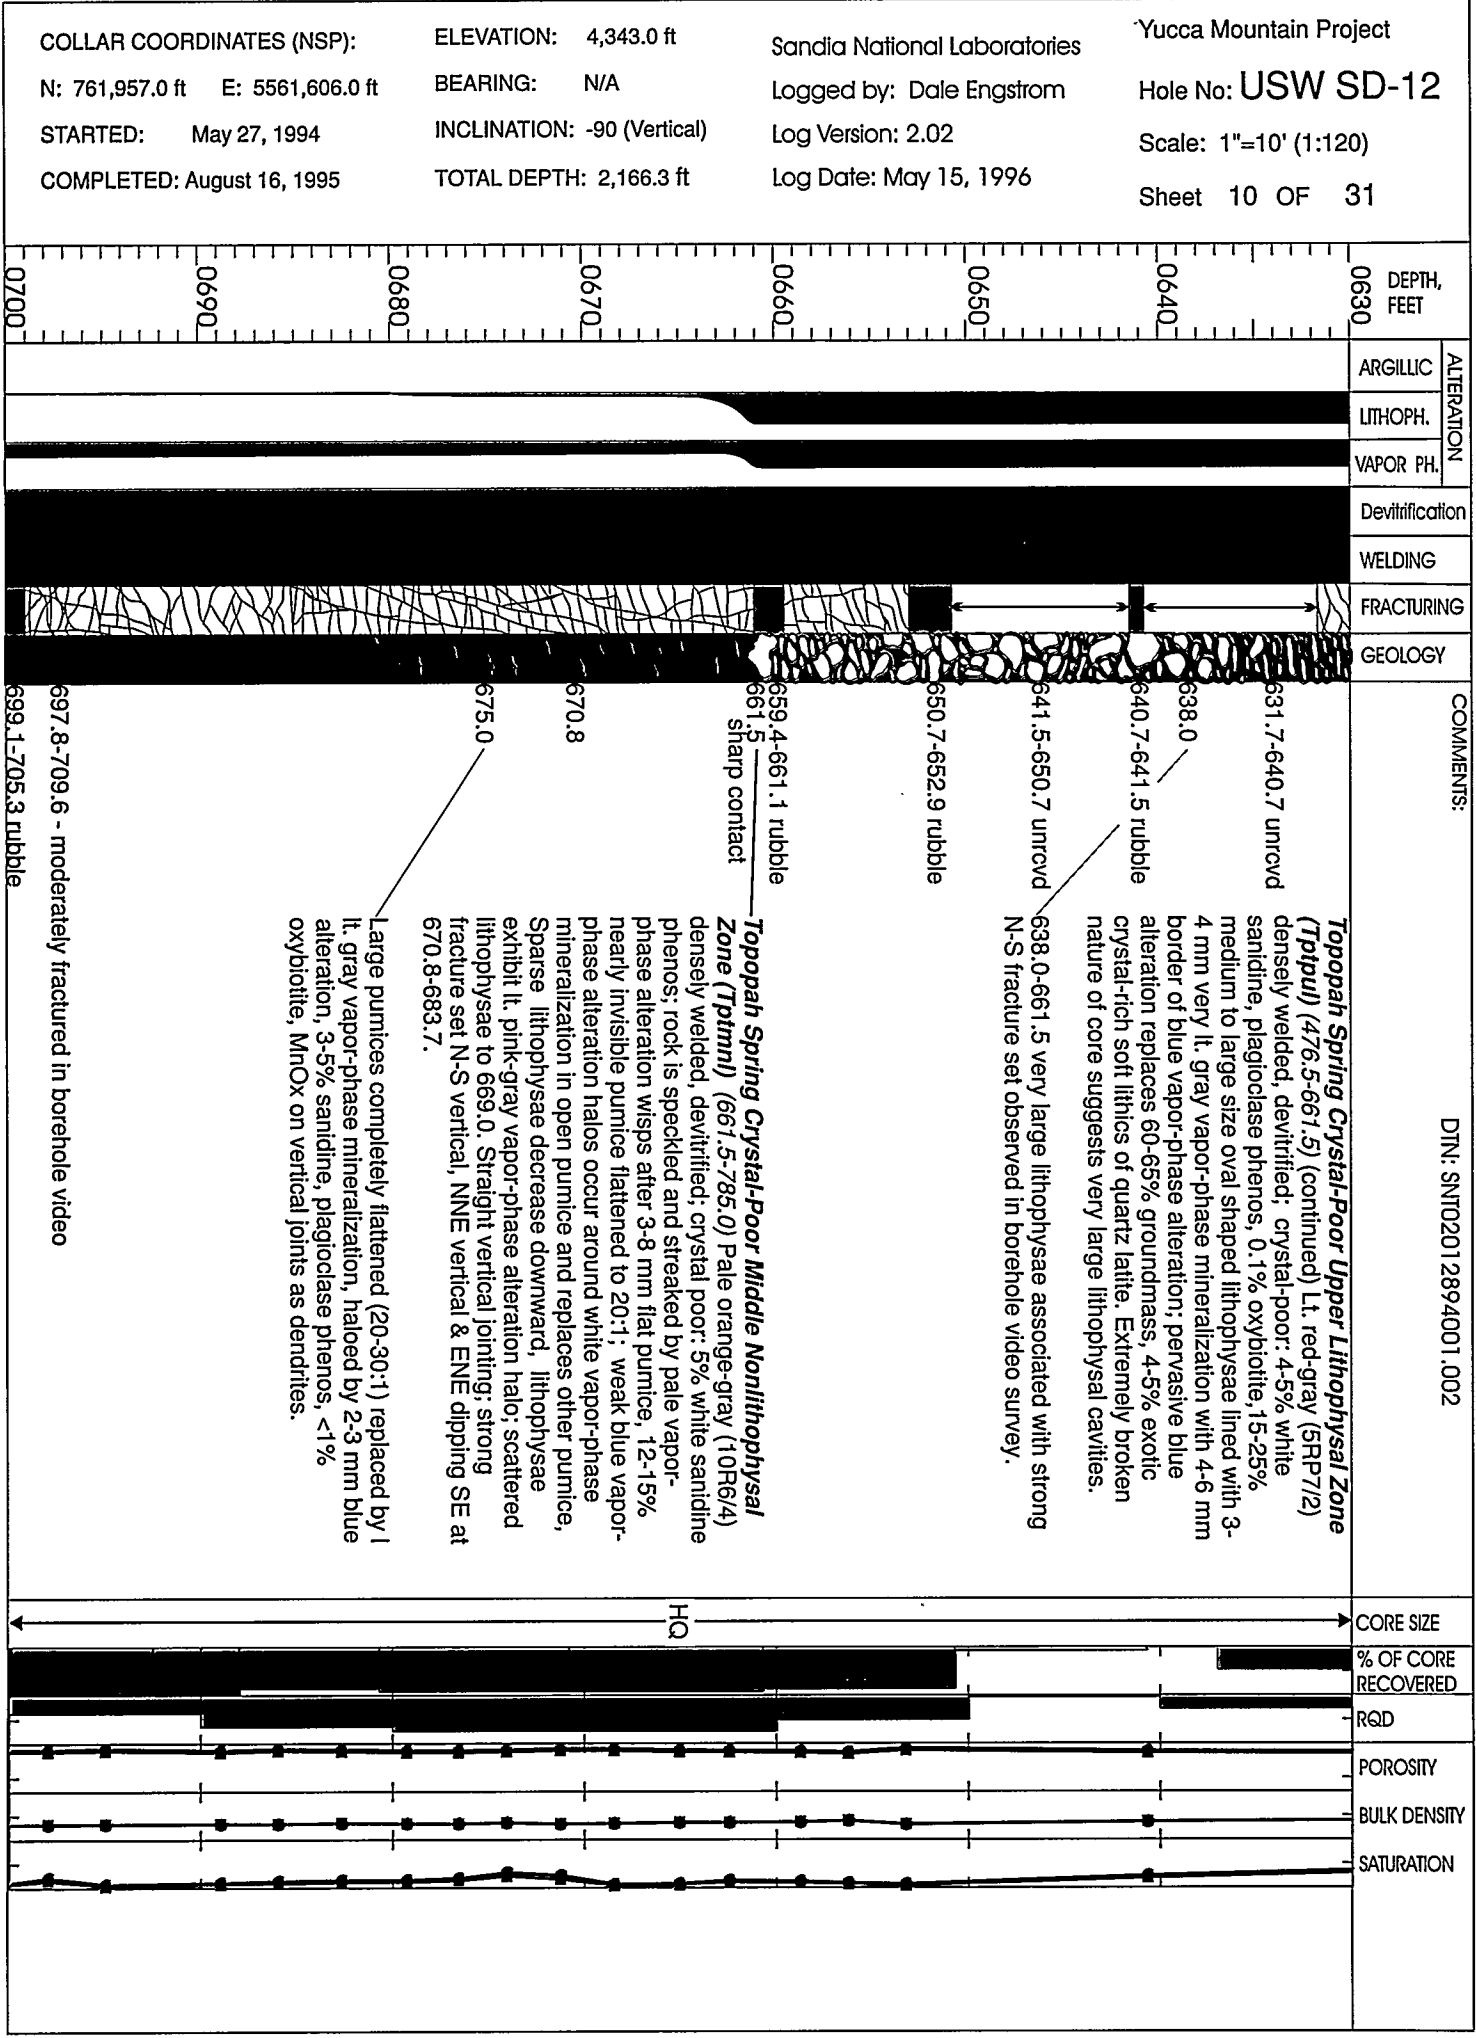 COLLAR COORDINATES (NSP):
N: 761,957.0 ft E: 5561,606.0 ft
STARTED: May 27, 1994
COMPLETED: August 16, 1995
ELEVATION: 4,343.0 ft
BEARING: N/A
INCLINATION: -90 (Vertical)
TOTAL DEPTH: 2,166.3 ft
Sandia National Laboratories
Logged by: Dale Engstrom
Log Version: 2.02
Log Date: May 15, 1996
Yucca Mountain Project
Hole No: USW SD-12
Scale: 1"=10' (1:120)
Sheet 10 OF 31
DEPTH,
FEET
0630
0640
0650
0660
0670
0680
0690
0700
ALTERATION
ARGILLIC
LITHOPH.
VAPOR PH.
Devitrification
WELDING
FRACTURING
GEOLOGY
COMMENTS:
DTN: SNT02012894001.002
631.7-640.7 unrcvd
638.0
640.7-641.5 rubble
641.5-650.7 unrcvd
650.7-652.9 rubble
659.4-661.1 rubble
661.5
sharp contact
670.8
675.0
697.8-709.6 - moderately fractured in borehole video
699.1-705.3 rubble
Topopah Spring Crystal-Poor Upper Lithophysal Zone
(Tptpul) (476.5-661.5) (continued) Lt. red-gray (5RP7/2)
densely welded, devitrified; crystal-poor: 4-5% white
sanidine, plagioclase phenos, 0.1% oxybiotite,15-25%
medium to large size oval shaped lithophysae lined with 3-
4 mm very lt. gray vapor-phase mineralization with 4-6 mm
border of blue vapor-phase alteration; pervasive blue
alteration replaces 60-65% groundmass, 4-5% exotic
crystal-rich soft lithics of quartz latite. Extremely broken
nature of core suggests very large lithophysal cavities.
638.0-661.5 very large lithophysae associated with strong
N-S fracture set observed in borehole video survey.
Topopah Spring Crystal-Poor Middle Nonlithophysal
Zone (Tptmnl) (661.5-785.0) Pale orange-gray (10R6/4)
densely welded, devitrified; crystal poor: 5% white sanidine
phenos; rock is speckled and streaked by pale vapor-
phase alteration wisps after 3-8 mm flat pumice, 12-15%
nearly invisible pumice flattened to 20:1; weak blue vapor-
phase alteration halos occur around white vapor-phase
mineralization in open pumice and replaces other pumice,
Sparse lithophysae decrease downward, lithophysae
exhibit lt. pink-gray vapor-phase alteration halo; scattered
lithophysae to 669.0. Straight vertical jointing; strong
fracture set N-S vertical, NNE vertical & ENE dipping SE at
670.8-683.7.
Large pumices completely flattened (20-30:1) replaced by l
lt. gray vapor-phase mineralization, haloed by 2-3 mm blue
alteration, 3-5% sanidine, plagioclase phenos, <1%
oxybiotite, MnOx on vertical joints as dendrites.
CORE SIZE
HQ
% OF CORE
RECOVERED
RQD
POROSITY
BULK DENSITY
SATURATION